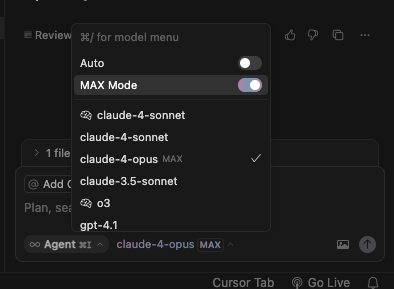 Review
⌘/ for model menu
Auto
MAX Mode
claude-4-sonnet
claude-4-sonnet
claude-4-opus MAX
claude-3.5-sonnet
o3
gpt-4.1
1 file
@ Add
Plan,
∞ Agent ⌘I
claude-4-opus MAX
Cursor Tab
Go Live